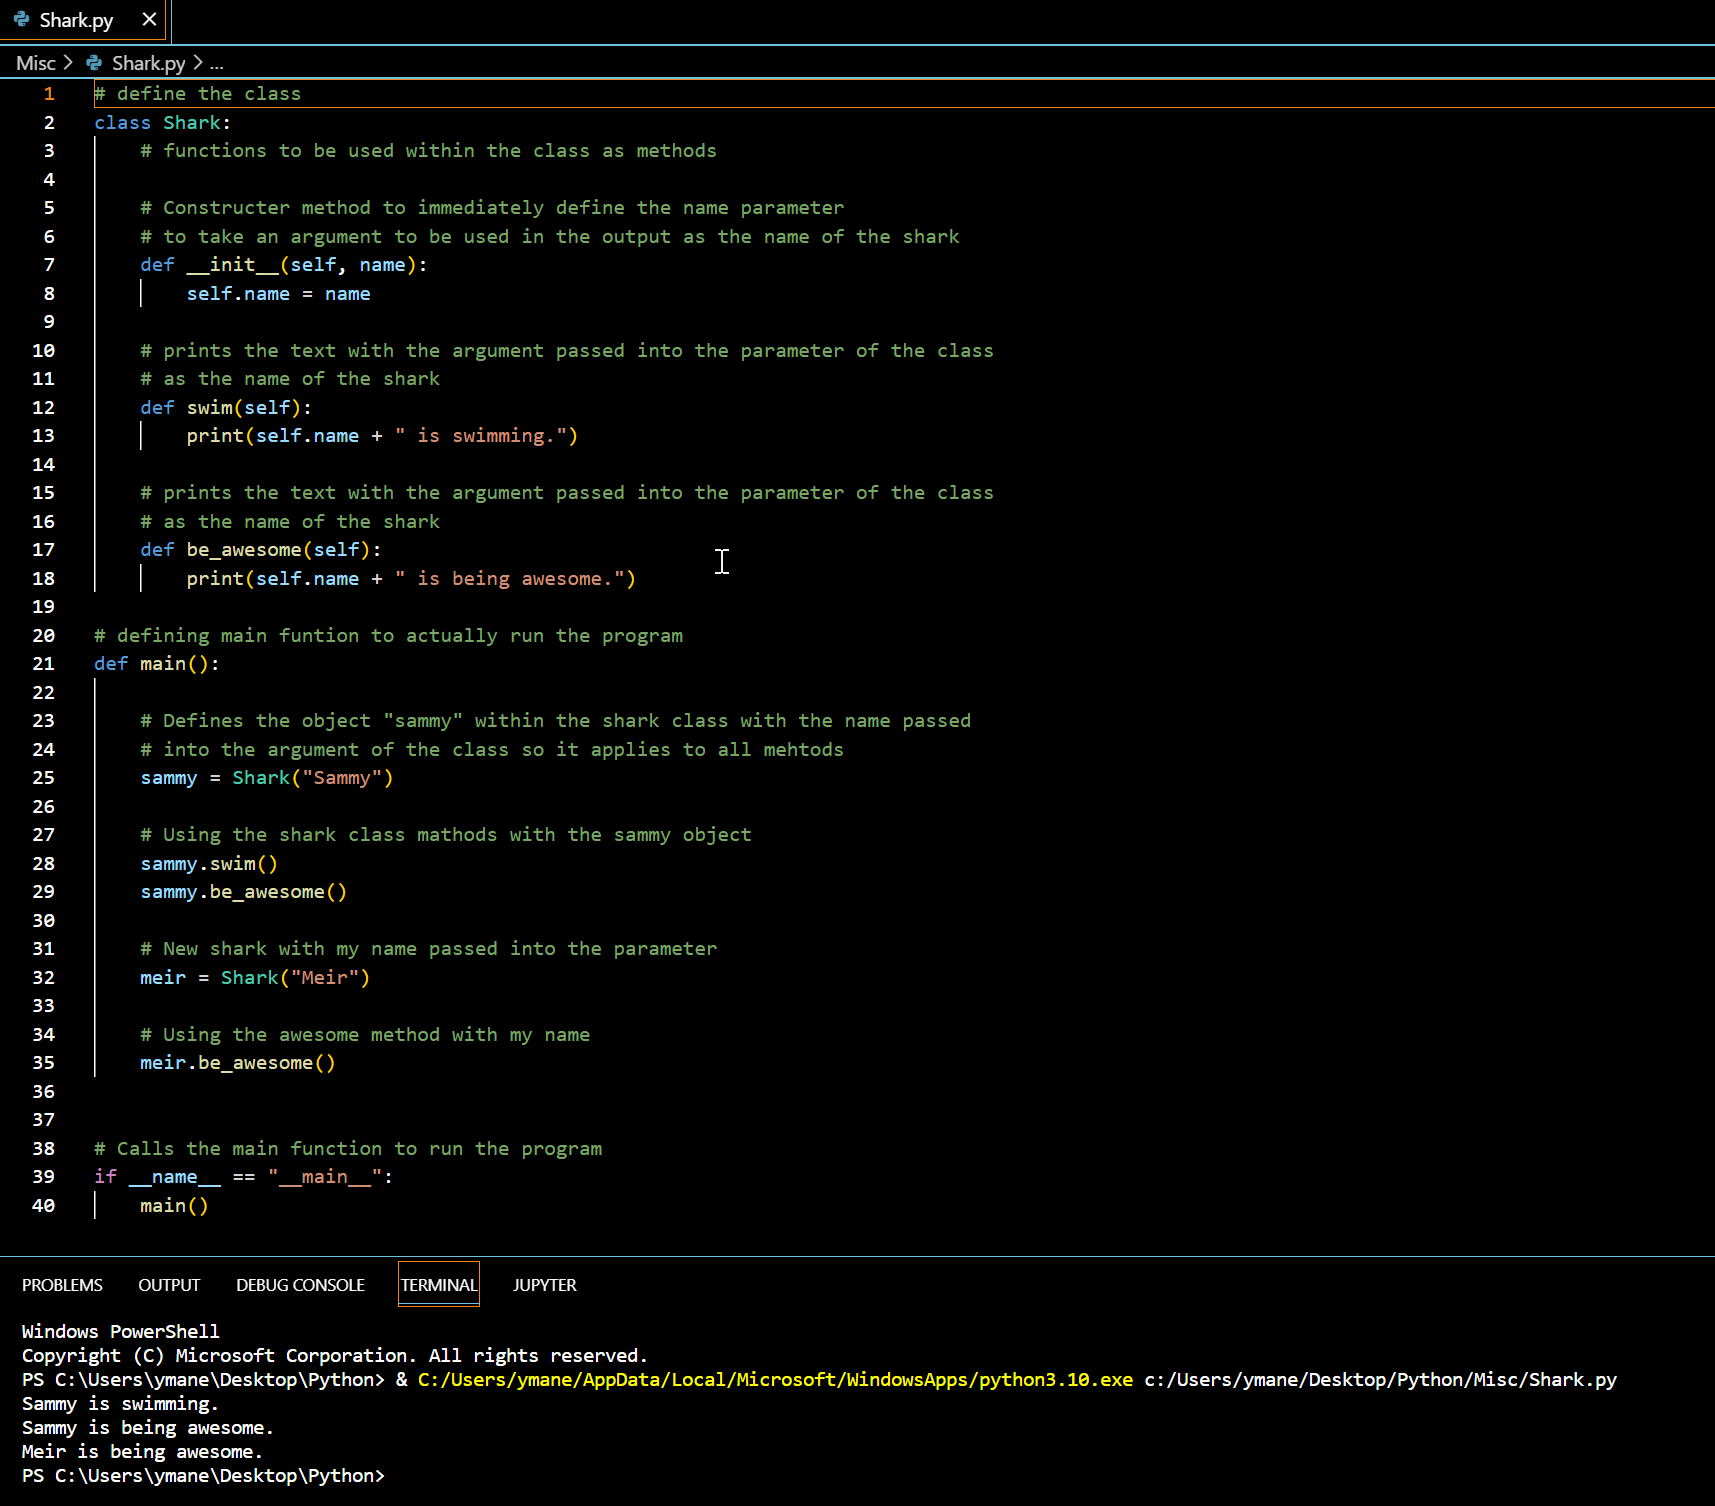 Shark.py ×
Misc > Shark.py > ...
1 # define the class
2 class Shark:
3     # functions to be used within the class as methods
4
5     # Constructer method to immediately define the name parameter
6     # to take an argument to be used in the output as the name of the shark
7     def __init__(self, name):
8         self.name = name
9
10     # prints the text with the argument passed into the parameter of the class
11     # as the name of the shark
12     def swim(self):
13         print(self.name + " is swimming.")
14
15     # prints the text with the argument passed into the parameter of the class
16     # as the name of the shark
17     def be_awesome(self):
18         print(self.name + " is being awesome.")
19
20 # defining main funtion to actually run the program
21 def main():
22
23     # Defines the object "sammy" within the shark class with the name passed
24     # into the argument of the class so it applies to all mehtods
25     sammy = Shark("Sammy")
26
27     # Using the shark class mathods with the sammy object
28     sammy.swim()
29     sammy.be_awesome()
30
31     # New shark with my name passed into the parameter
32     meir = Shark("Meir")
33
34     # Using the awesome method with my name
35     meir.be_awesome()
36
37
38 # Calls the main function to run the program
39 if __name__ == "__main__":
40     main()
PROBLEMS OUTPUT DEBUG CONSOLE TERMINAL JUPYTER
Windows PowerShell
Copyright (C) Microsoft Corporation. All rights reserved.
PS C:\Users\ymane\Desktop\Python> & C:/Users/ymane/AppData/Local/Microsoft/WindowsApps/python3.10.exe c:/Users/ymane/Desktop/Python/Misc/Shark.py
Sammy is swimming.
Sammy is being awesome.
Meir is being awesome.
PS C:\Users\ymane\Desktop\Python>